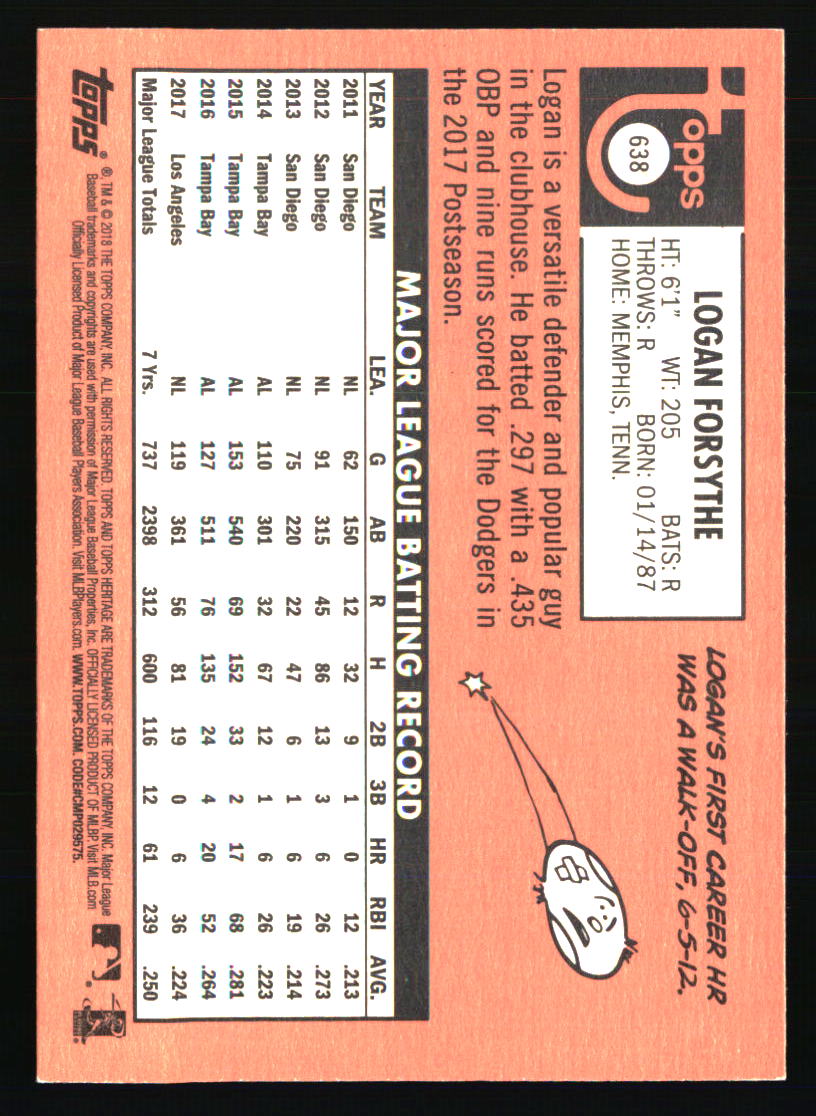 Topps
638
LOGAN FORSYTHE
HT: 6'1" WT: 205 BATS: R
THROWS: R BORN: 01/14/87
HOME: MEMPHIS, TENN.
LOGAN'S FIRST CAREER HR
WAS A WALK-OFF, 6-5-12.
Logan is a versatile defender and popular guy
in the clubhouse. He batted .297 with a .435
OBP and nine runs scored for the Dodgers in
the 2017 Postseason.
MAJOR LEAGUE BATTING RECORD
YEAR TEAM LEA. G AB R H 2B 3B HR RBI AVG.
2011 San Diego NL 62 150 12 32 9 1 0 12 .213
2012 San Diego NL 91 315 45 86 13 3 6 26 .273
2013 San Diego NL 75 220 22 47 6 1 6 19 .214
2014 Tampa Bay AL 110 301 32 67 12 1 6 26 .223
2015 Tampa Bay AL 153 540 69 152 33 2 17 68 .281
2016 Tampa Bay AL 127 511 76 135 24 4 20 52 .264
2017 Los Angeles NL 119 361 56 81 19 0 6 36 .224
Major League Totals 7 Yrs. 737 2398 312 600 116 12 61 239 .250
topps®
®, TM & © 2018 THE TOPPS COMPANY, INC. ALL RIGHTS RESERVED. TOPPS AND TOPPS HERITAGE ARE TRADEMARKS OF THE TOPPS COMPANY, INC. Major League
Baseball trademarks and copyrights are used with permission of Major League Baseball Properties, Inc. OFFICIALLY LICENSED PRODUCT OF MLBP. Visit MLB.com
Officially Licensed Product of Major League Baseball Players Association. Visit MLBPlayers.com. WWW.TOPPS.COM. CODE#CMP029575.